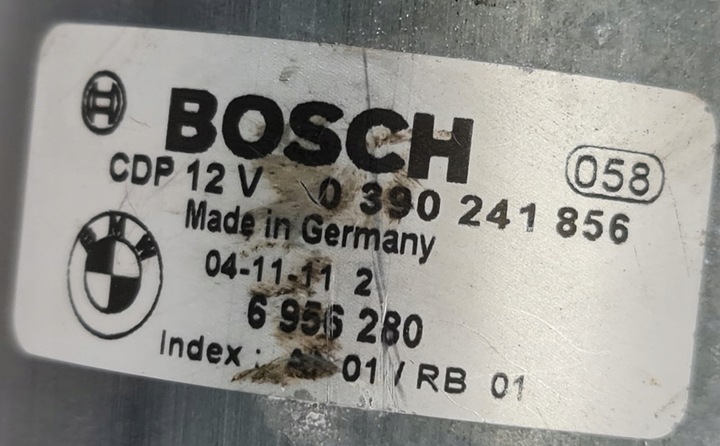 BOSCH
CDP 12 V 0 390 241 856
058
Made in Germany
BMW
04-11-11 2
6 956 280
Index : 01 / RB 01